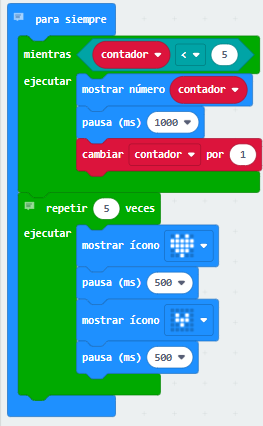 para siempre
mientras contador < 5
ejecutar mostrar número contador
pausa (ms) 1000
cambiar contador por 1
repetir 5 veces
ejecutar mostrar ícono
pausa (ms) 500
mostrar ícono
pausa (ms) 500